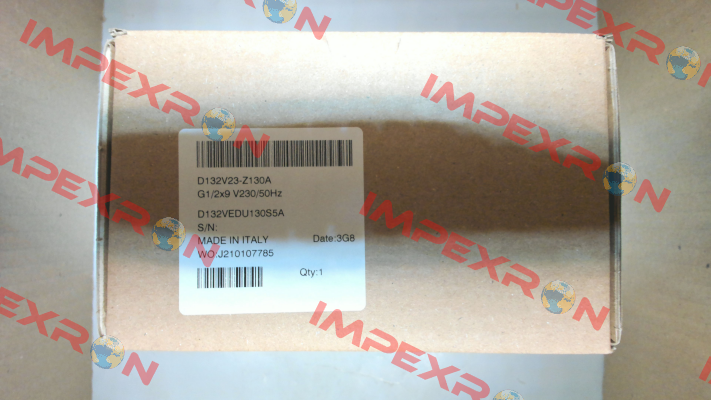 D132V23-Z130A
G1/2x9 V230/50Hz
D132VEDU130S5A
S/N:
MADE IN ITALY Date:3G8
WO:J210107785
Qty:1
IMPEXRON
IMPEXRON
IMPEXRON
IMPEXRON
IMPEXRON
IMPEXRON